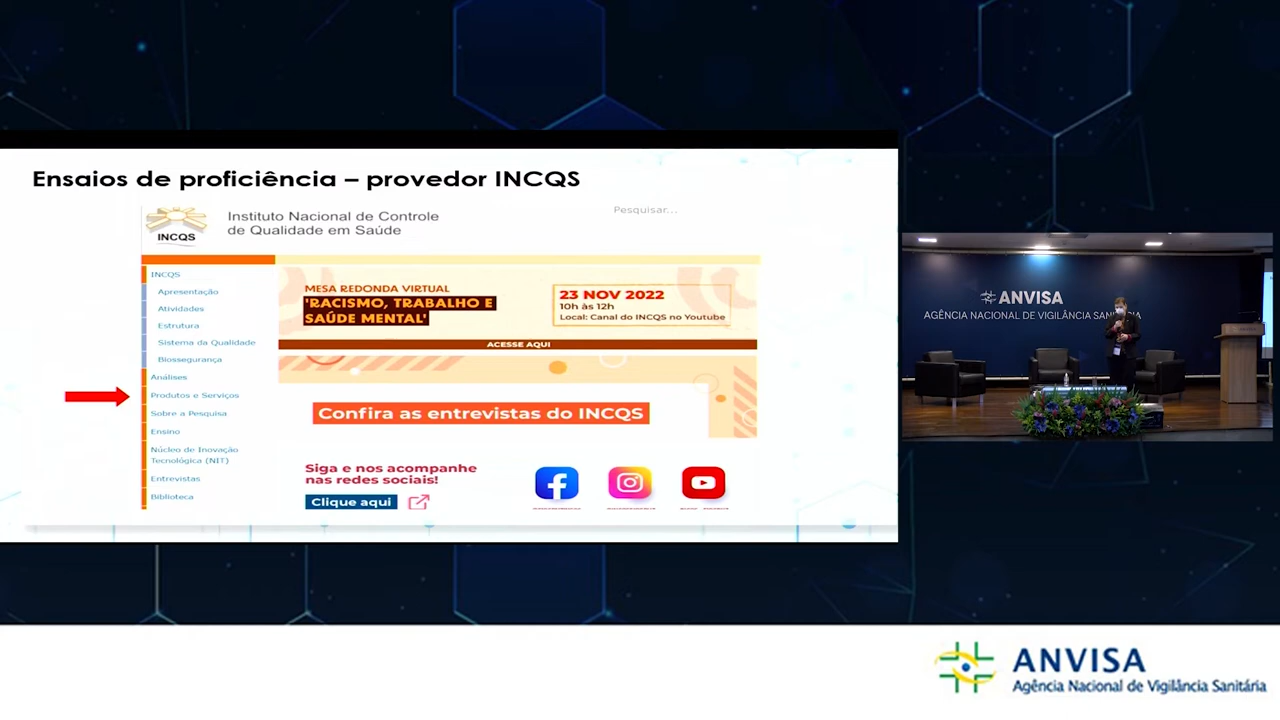 Ensaios de proficiência – provedor INCQS
INCQS
Instituto Nacional de Controle
de Qualidade em Saúde
Pesquisar...
INCQS
Apresentação
Atividades
Estrutura
Sistema da Qualidade
Biossegurança
Análises
Produtos e Serviços
Sobre a Pesquisa
Ensino
Núcleo de Inovação
Tecnológica (NIT)
Entrevistas
Biblioteca
MESA REDONDA VIRTUAL
'RACISMO, TRABALHO E
SAÚDE MENTAL'
23 NOV 2022
10h às 12h
Local: Canal do INCQS no Youtube
ACESSE AQUI
Confira as entrevistas do INCQS
Siga e nos acompanhe
nas redes sociais!
Clique aqui
ANVISA
AGÊNCIA NACIONAL DE VIGILÂNCIA SANITÁRIA
ANVISA
Agência Nacional de Vigilância Sanitária